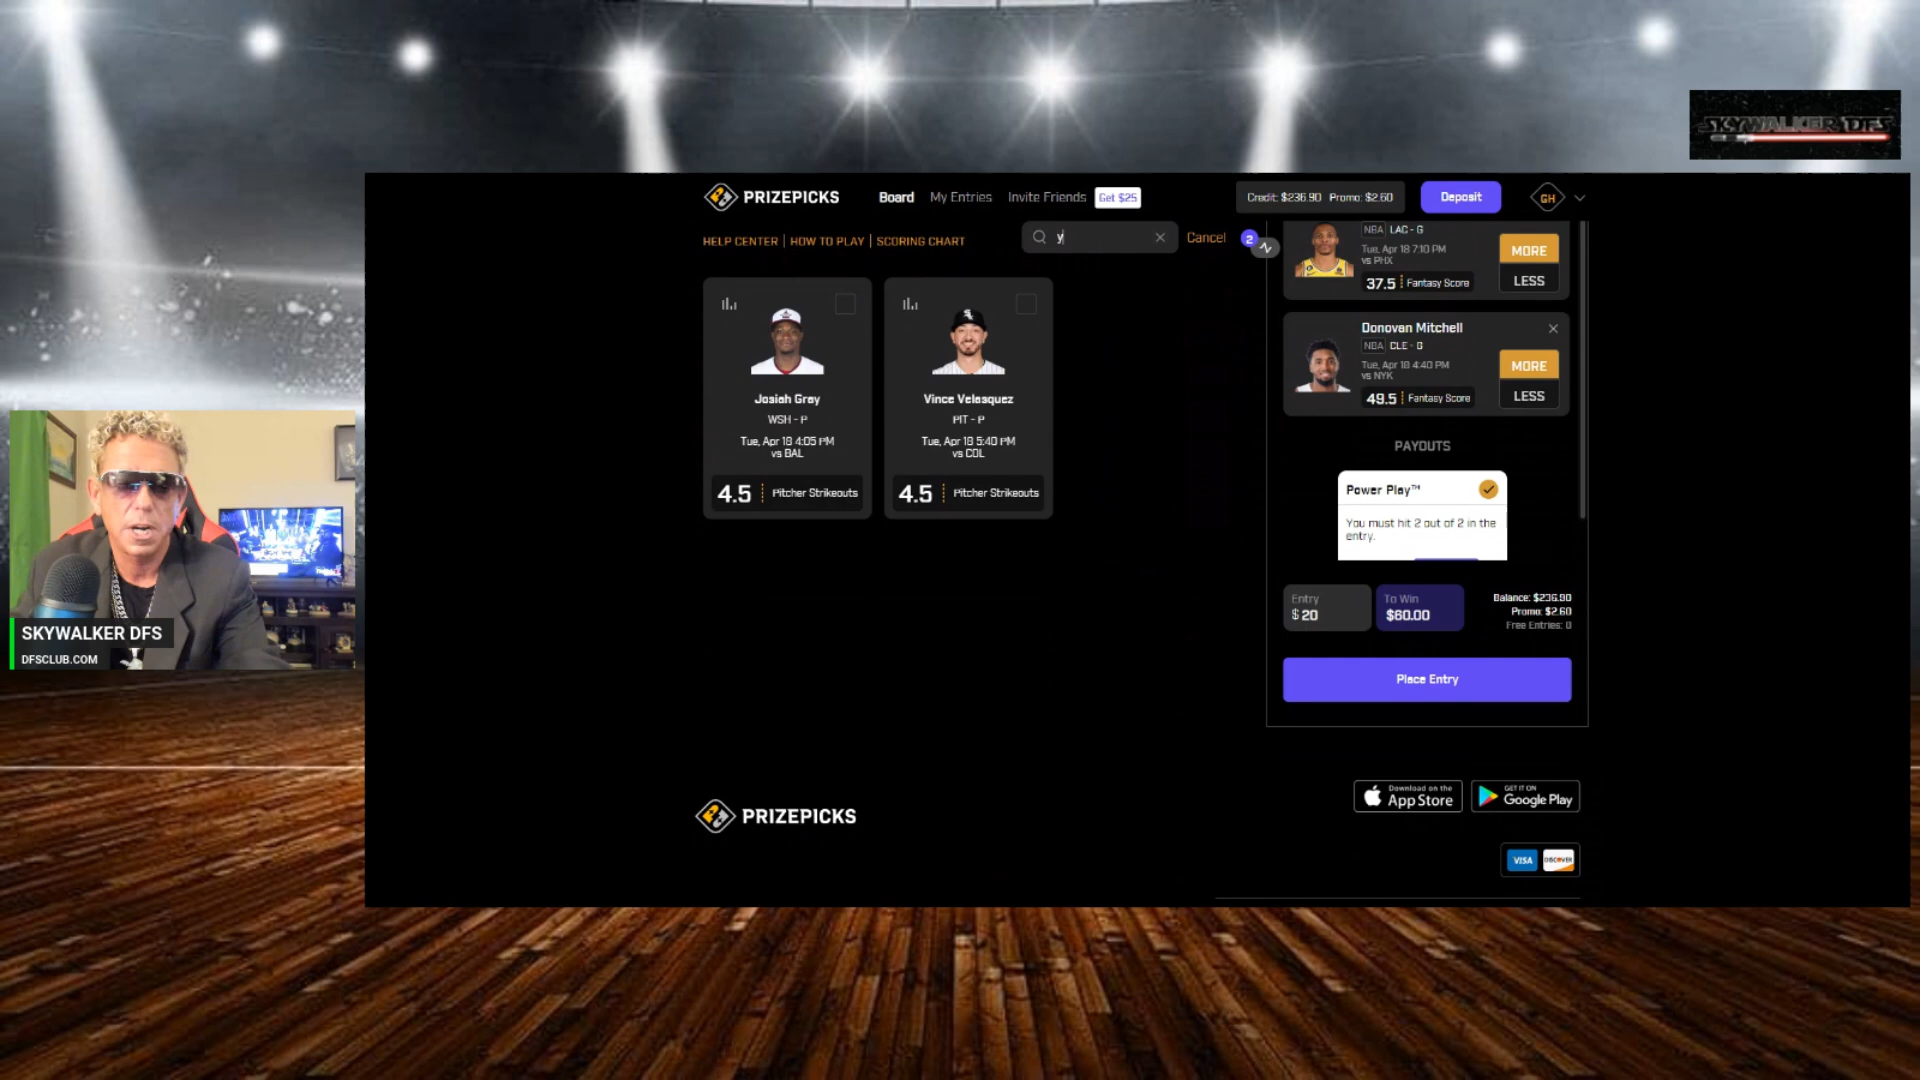 SKYWALKER DFS
PRIZEPICKS
Board
My Entries
Invite Friends
Get $25
Credit: $236.90 Promo: $2.60
Deposit
GH
HELP CENTER | HOW TO PLAY | SCORING CHART
y
Cancel
2
NBA LAC - G
Tue, Apr 18 7:10 PM
vs PHX
37.5 Fantasy Score
MORE
LESS
Donovan Mitchell
NBA CLE - G
Tue, Apr 18 4:40 PM
vs NYK
49.5 Fantasy Score
MORE
LESS
Josiah Gray
WSH - P
Tue, Apr 18 4:05 PM
vs BAL
4.5 Pitcher Strikeouts
Vince Velasquez
PIT - P
Tue, Apr 18 5:40 PM
vs COL
4.5 Pitcher Strikeouts
PAYOUTS
Power Play™
You must hit 2 out of 2 in the
entry.
Entry
$ 20
To Win
$60.00
Balance: $236.90
Promo: $2.60
Free Entries: 0
Place Entry
SKYWALKER DFS
DFSCLUB.COM
PRIZEPICKS
Download on the
App Store
GET IT ON
Google Play
VISA
DISCOVER